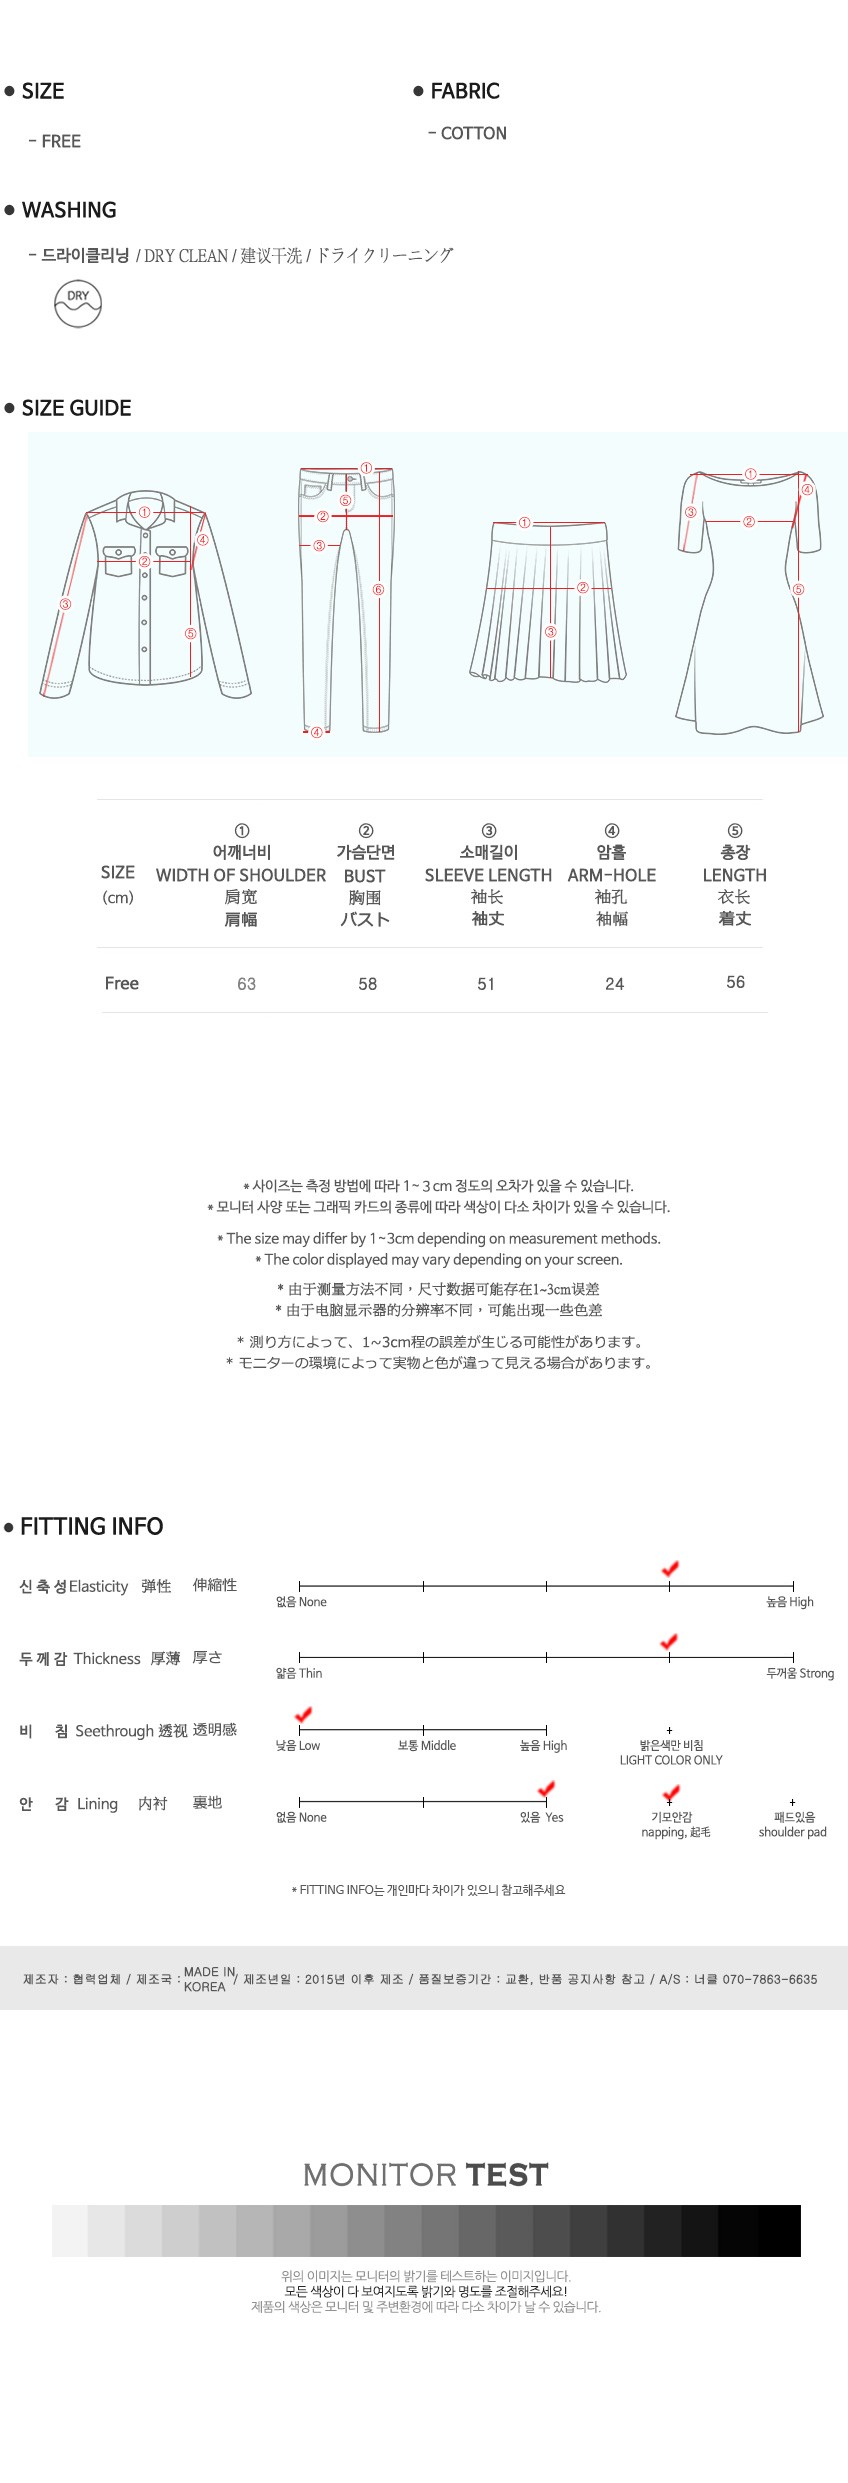 ● SIZE
- FREE
● FABRIC
- COTTON
● WASHING
- 드라이클리닝 / DRY CLEAN / 建议干洗 / ドライクリーニング
DRY
● SIZE GUIDE
① ② ③ ④ ⑤
① ② ③ ④ ⑤ ⑥
① ② ③
① ② ③ ④ ⑤
SIZE
(cm)
①
어깨너비
WIDTH OF SHOULDER
肩宽
肩幅
②
가슴단면
BUST
胸围
バスト
③
소매길이
SLEEVE LENGTH
袖长
袖丈
④
암홀
ARM-HOLE
袖孔
袖幅
⑤
총장
LENGTH
衣长
着丈
Free 63 58 51 24 56
* 사이즈는 측정 방법에 따라 1~ 3 cm 정도의 오차가 있을 수 있습니다.
* 모니터 사양 또는 그래픽 카드의 종류에 따라 색상이 다소 차이가 있을 수 있습니다.
* The size may differ by 1~3cm depending on measurement methods.
* The color displayed may vary depending on your screen.
* 由于测量方法不同，尺寸数据可能存在1~3cm误差
* 由于电脑显示器的分辨率不同，可能出现一些色差
* 測り方によって、1~3cm程の誤差が生じる可能性があります。
* モニターの環境によって実物と色が違って見える場合があります。
● FITTING INFO
신축성 Elasticity 弹性 伸縮性
없음 None 높음 High
두께감 Thickness 厚薄 厚さ
얇음 Thin 두꺼움 Strong
비 침 Seethrough 透视 透明感
낮음 Low 보통 Middle 높음 High 밝은색만 비침
LIGHT COLOR ONLY
안 감 Lining 内衬 裏地
없음 None 있음 Yes 기모안감 패드있음
napping, 起毛 shoulder pad
* FITTING INFO는 개인마다 차이가 있으니 참고해주세요
제조자 : 협력업체 / 제조국 : MADE IN KOREA / 제조년일 : 2015년 이후 제조 / 품질보증기간 : 교환, 반품 공지사항 참고 / A/S : 너클 070-7863-6635
MONITOR TEST
위의 이미지는 모니터의 밝기를 테스트하는 이미지입니다.
모든 색상이 다 보여지도록 밝기와 명도를 조절해주세요!
제품의 색상은 모니터 및 주변환경에 따라 다소 차이가 날 수 있습니다.